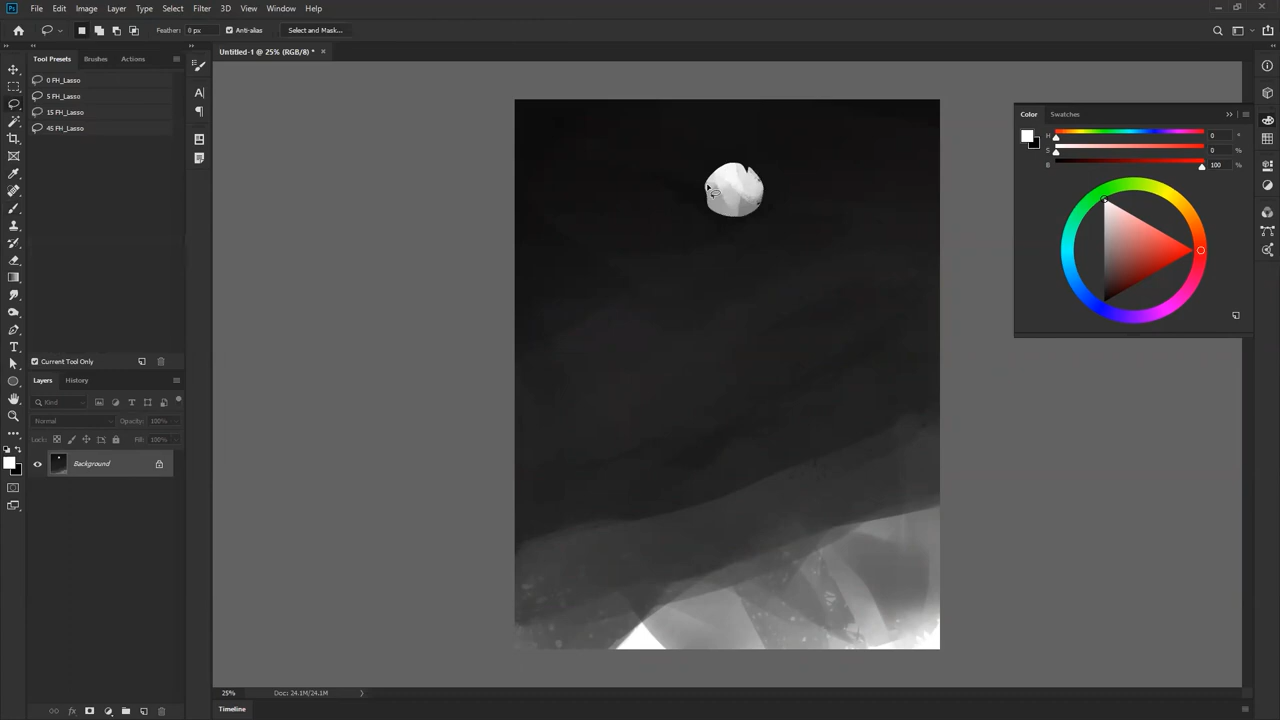 Ps File Edit Image Layer Type Select Filter 3D View Window Help
Feather: 0 px Anti-alias Select and Mask...
Untitled-1 @ 25% (RGB/8) * ×
Tool Presets Brushes Actions
0 FH_Lasso
5 FH_Lasso
15 FH_Lasso
45 FH_Lasso
Current Tool Only
Layers History
Kind
Normal Opacity: 100%
Lock: Fill: 100%
Background
Color Swatches
H 0 °
S 0 %
B 100 %
25% Doc: 24.1M/24.1M
Timeline